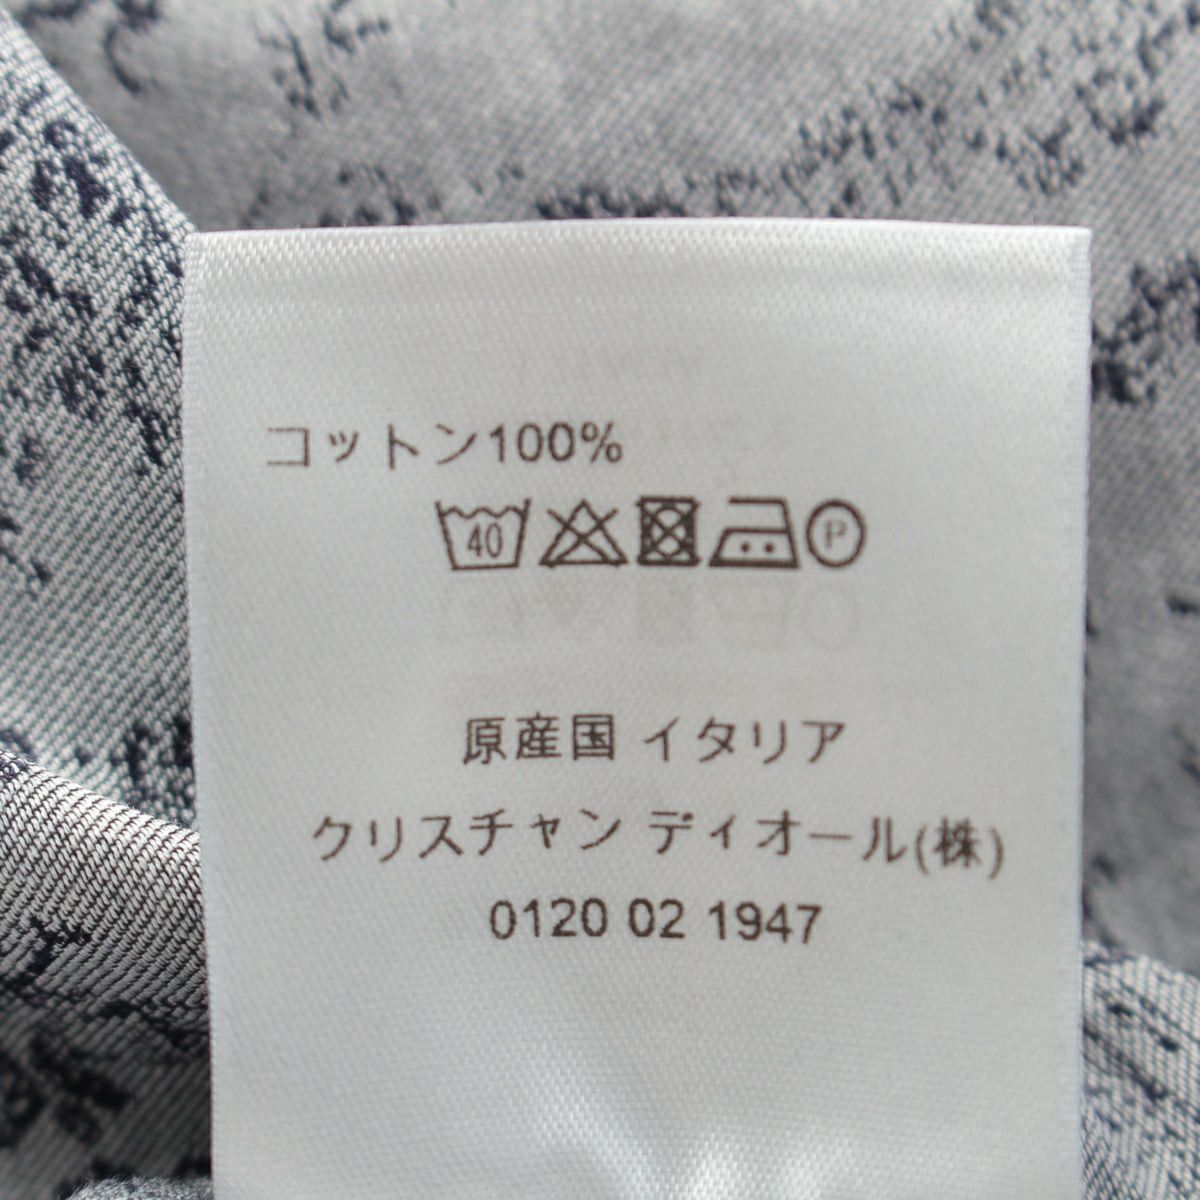 コットン100%
40 P
原産国 イタリア
クリスチャン ディオール(株)
0120 02 1947